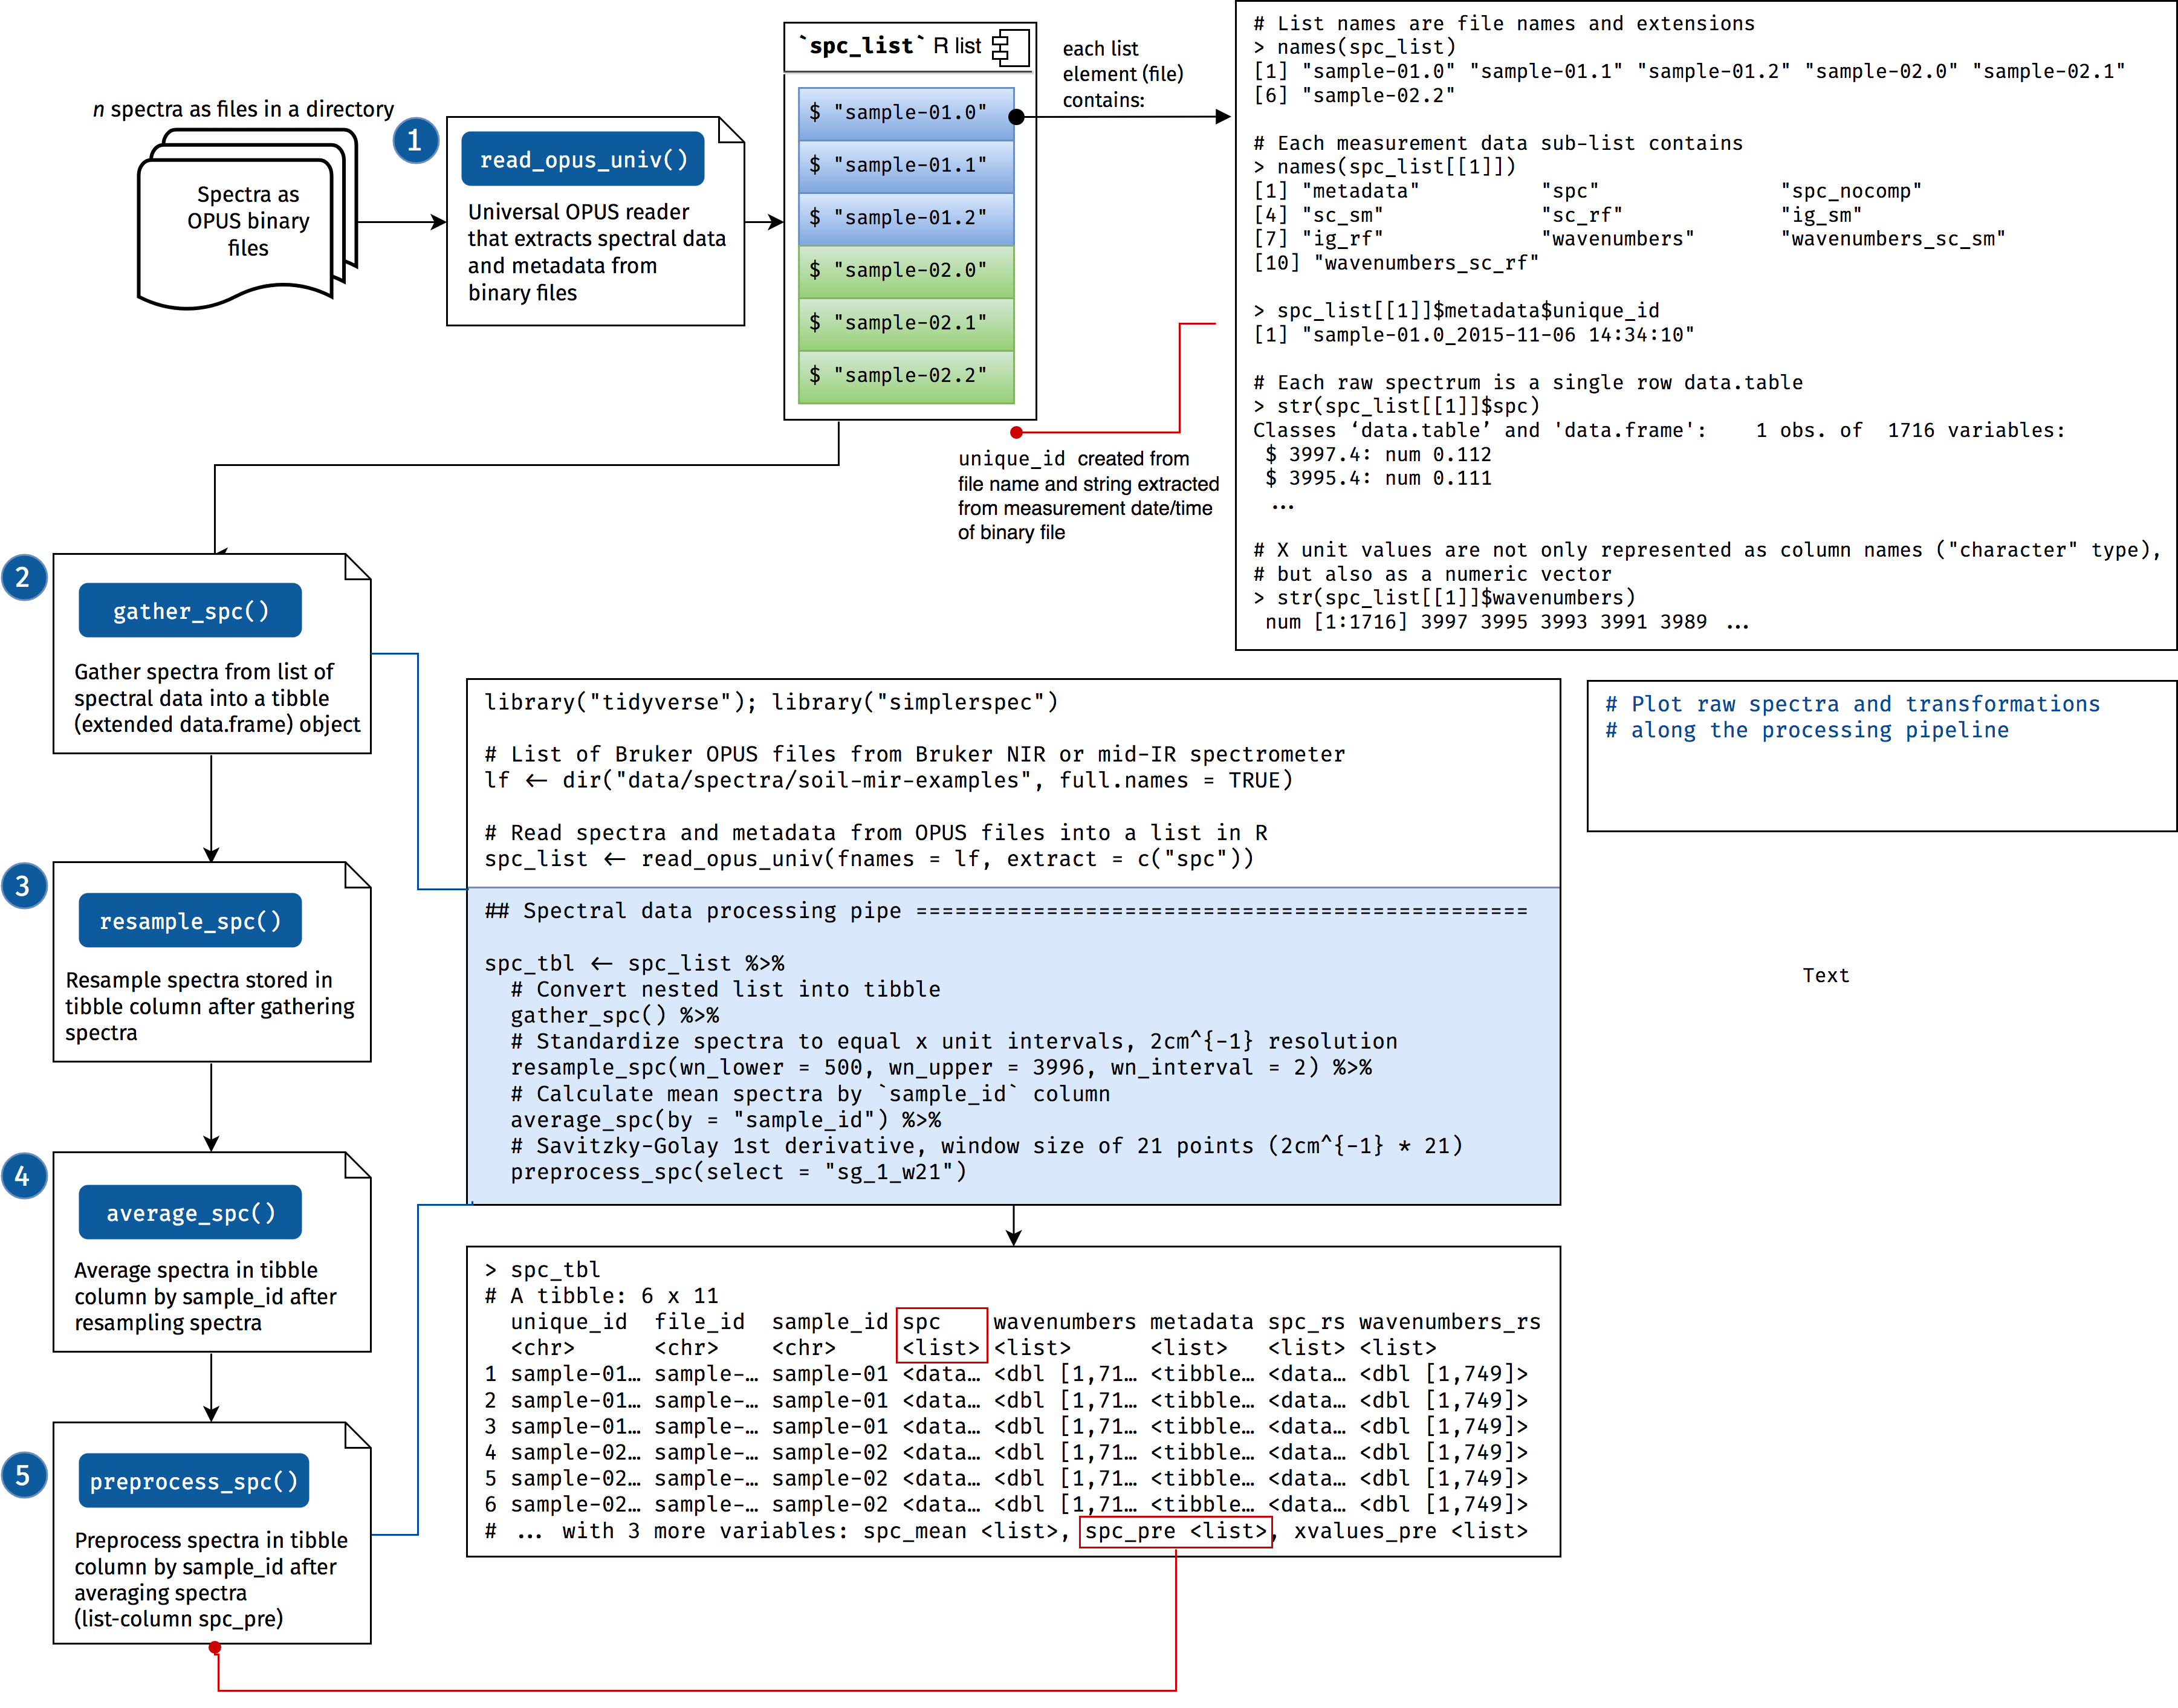 n spectra as files in a directory
Spectra as
OPUS binary
files
1
read_opus_univ()
Universal OPUS reader
that extracts spectral data
and metadata from
binary files
`spc_list` R list
$ "sample-01.0"
$ "sample-01.1"
$ "sample-01.2"
$ "sample-02.0"
$ "sample-02.1"
$ "sample-02.2"
each list
element (file)
contains:
# List names are file names and extensions
> names(spc_list)
[1] "sample-01.0" "sample-01.1" "sample-01.2" "sample-02.0" "sample-02.1"
[6] "sample-02.2"
# Each measurement data sub-list contains
> names(spc_list[[1]])
[1] "metadata" "spc" "spc_nocomp"
[4] "sc_sm" "sc_rf" "ig_sm"
[7] "ig_rf" "wavenumbers" "wavenumbers_sc_sm"
[10] "wavenumbers_sc_rf"
> spc_list[[1]]$metadata$unique_id
[1] "sample-01.0_2015-11-06 14:34:10"
# Each raw spectrum is a single row data.table
> str(spc_list[[1]]$spc)
Classes ‘data.table’ and 'data.frame': 1 obs. of 1716 variables:
$ 3997.4: num 0.112
$ 3995.4: num 0.111
...
# X unit values are not only represented as column names ("character" type),
# but also as a numeric vector
> str(spc_list[[1]]$wavenumbers)
num [1:1716] 3997 3995 3993 3991 3989 ...
unique_id created from
file name and string extracted
from measurement date/time
of binary file
2
gather_spc()
Gather spectra from list of
spectral data into a tibble
(extended data.frame) object
3
resample_spc()
Resample spectra stored in
tibble column after gathering
spectra
4
average_spc()
Average spectra in tibble
column by sample_id after
resampling spectra
5
preprocess_spc()
Preprocess spectra in tibble
column by sample_id after
averaging spectra
(list-column spc_pre)
library("tidyverse"); library("simplerspec")
# List of Bruker OPUS files from Bruker NIR or mid-IR spectrometer
lf <- dir("data/spectra/soil-mir-examples", full.names = TRUE)
# Read spectra and metadata from OPUS files into a list in R
spc_list <- read_opus_univ(fnames = lf, extract = c("spc"))
## Spectral data processing pipe ===============================================
spc_tbl <- spc_list %>%
# Convert nested list into tibble
gather_spc() %>%
# Standardize spectra to equal x unit intervals, 2cm^{-1} resolution
resample_spc(wn_lower = 500, wn_upper = 3996, wn_interval = 2) %>%
# Calculate mean spectra by `sample_id` column
average_spc(by = "sample_id") %>%
# Savitzky-Golay 1st derivative, window size of 21 points (2cm^{-1} * 21)
preprocess_spc(select = "sg_1_w21")
> spc_tbl
# A tibble: 6 x 11
unique_id file_id sample_id spc wavenumbers metadata spc_rs wavenumbers_rs
<chr> <chr> <chr> <list> <list> <list> <list> <list>
1 sample-01… sample-… sample-01 <data… <dbl [1,71… <tibble… <data… <dbl [1,749]>
2 sample-01… sample-… sample-01 <data… <dbl [1,71… <tibble… <data… <dbl [1,749]>
3 sample-01… sample-… sample-01 <data… <dbl [1,71… <tibble… <data… <dbl [1,749]>
4 sample-02… sample-… sample-02 <data… <dbl [1,71… <tibble… <data… <dbl [1,749]>
5 sample-02… sample-… sample-02 <data… <dbl [1,71… <tibble… <data… <dbl [1,749]>
6 sample-02… sample-… sample-02 <data… <dbl [1,71… <tibble… <data… <dbl [1,749]>
# ... with 3 more variables: spc_mean <list>, spc_pre <list>, xvalues_pre <list>
# Plot raw spectra and transformations
# along the processing pipeline
Text